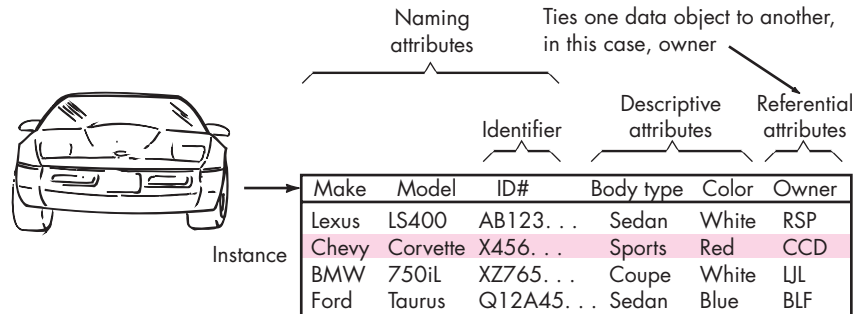 Naming
attributes
Ties one data object to another,
in this case, owner
Identifier
Descriptive
attributes
Referential
attributes
Instance
Make Model ID# Body type Color Owner
Lexus LS400 AB123. . . Sedan White RSP
Chevy Corvette X456. . . Sports Red CCD
BMW 750iL XZ765. . . Coupe White LJL
Ford Taurus Q12A45. . . Sedan Blue BLF